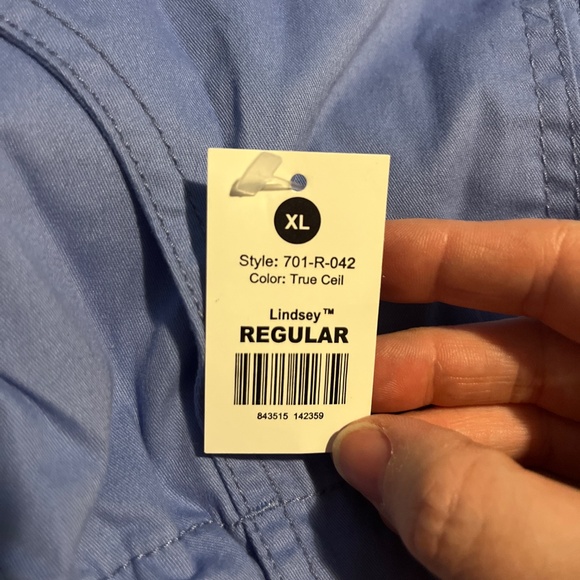 XL
Style: 701-R-042
Color: True Ceil
Lindsey™
REGULAR
843515 142359